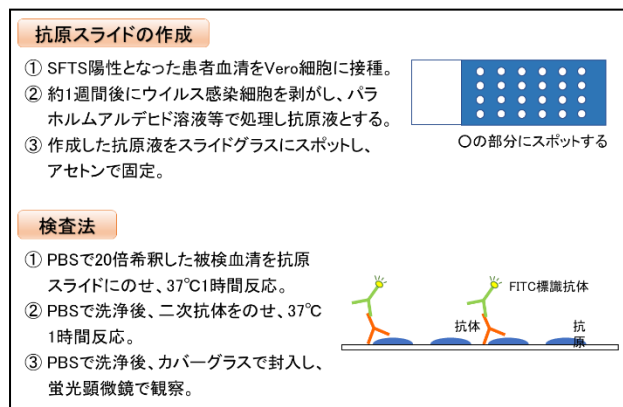 抗原スライドの作成
① SFTS陽性となった患者血清をVero細胞に接種。
② 約1週間後にウイルス感染細胞を剥がし、パラ
ホルムアルデヒド溶液等で処理し抗原液とする。
③ 作成した抗原液をスライドグラスにスポットし、
アセトンで固定。
〇の部分にスポットする
検査法
① PBSで20倍希釈した被検血清を抗原
スライドにのせ、37℃1時間反応。
② PBSで洗浄後、二次抗体をのせ、37℃
1時間反応。
③ PBSで洗浄後、カバーグラスで封入し、
蛍光顕微鏡で観察。
FITC標識抗体
抗体
抗
原